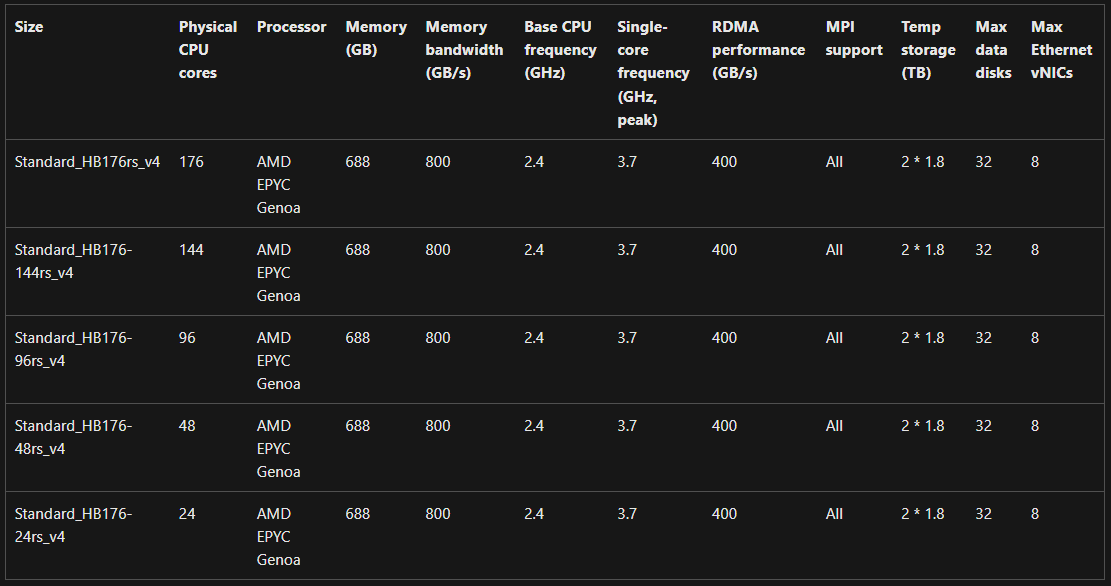 Size Physical CPU cores Processor Memory (GB) Memory bandwidth (GB/s) Base CPU frequency (GHz) Single-core frequency (GHz, peak) RDMA performance (GB/s) MPI support Temp storage (TB) Max data disks Max Ethernet vNICs
Standard_HB176rs_v4 176 AMD EPYC Genoa 688 800 2.4 3.7 400 All 2 * 1.8 32 8
Standard_HB176-144rs_v4 144 AMD EPYC Genoa 688 800 2.4 3.7 400 All 2 * 1.8 32 8
Standard_HB176-96rs_v4 96 AMD EPYC Genoa 688 800 2.4 3.7 400 All 2 * 1.8 32 8
Standard_HB176-48rs_v4 48 AMD EPYC Genoa 688 800 2.4 3.7 400 All 2 * 1.8 32 8
Standard_HB176-24rs_v4 24 AMD EPYC Genoa 688 800 2.4 3.7 400 All 2 * 1.8 32 8